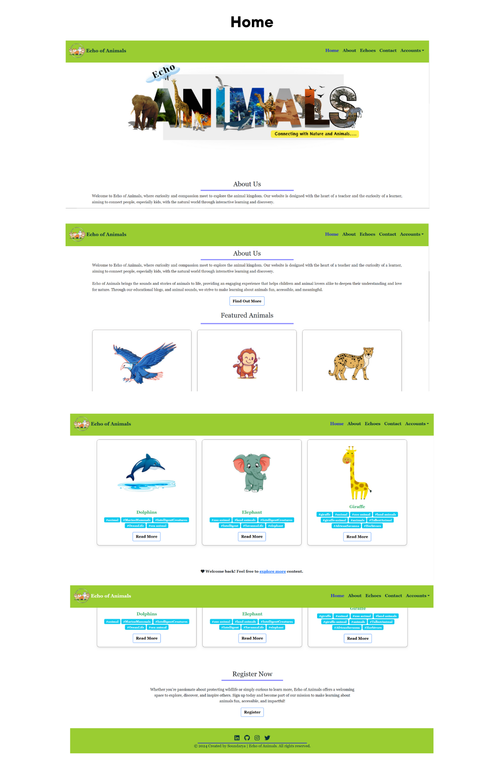 Home
Echo of Animals
Home About Echoes Contact Accounts
Echo
of
ANIMALS
Connecting with Nature and Animals....
About Us
Welcome to Echo of Animals, where curiosity and compassion meet to explore the animal kingdom. Our website is designed with the heart of a teacher and the curiosity of a learner,
aiming to connect people, especially kids, with the natural world through interactive learning and discovery.
Echo of Animals
Home About Echoes Contact Accounts
About Us
Welcome to Echo of Animals, where curiosity and compassion meet to explore the animal kingdom. Our website is designed with the heart of a teacher and the curiosity of a learner,
aiming to connect people, especially kids, with the natural world through interactive learning and discovery.
Echo of Animals brings the sounds and stories of animals to life, providing an engaging experience that helps children and animal lovers alike to deepen their understanding and love
for nature. Through our educational blogs, and animal sounds, we strive to make learning about animals fun, accessible, and meaningful.
Find Out More
Featured Animals
Echo of Animals
Home About Echoes Contact Accounts
Dolphins Elephant Giraffe
Read More Read More Read More
Welcome back! Feel free to explore more content.
Echo of Animals
Home About Echoes Contact Accounts
Dolphins Elephant Giraffe
Read More Read More Read More
Register Now
Whether you're passionate about protecting wildlife or simply curious to learn more, Echo of Animals offers a welcoming
space to explore, discover, and inspire others. Sign up today and become part of our mission to make learning about
animals fun, accessible, and impactful!
Register
Echo of Animals. All rights reserved.